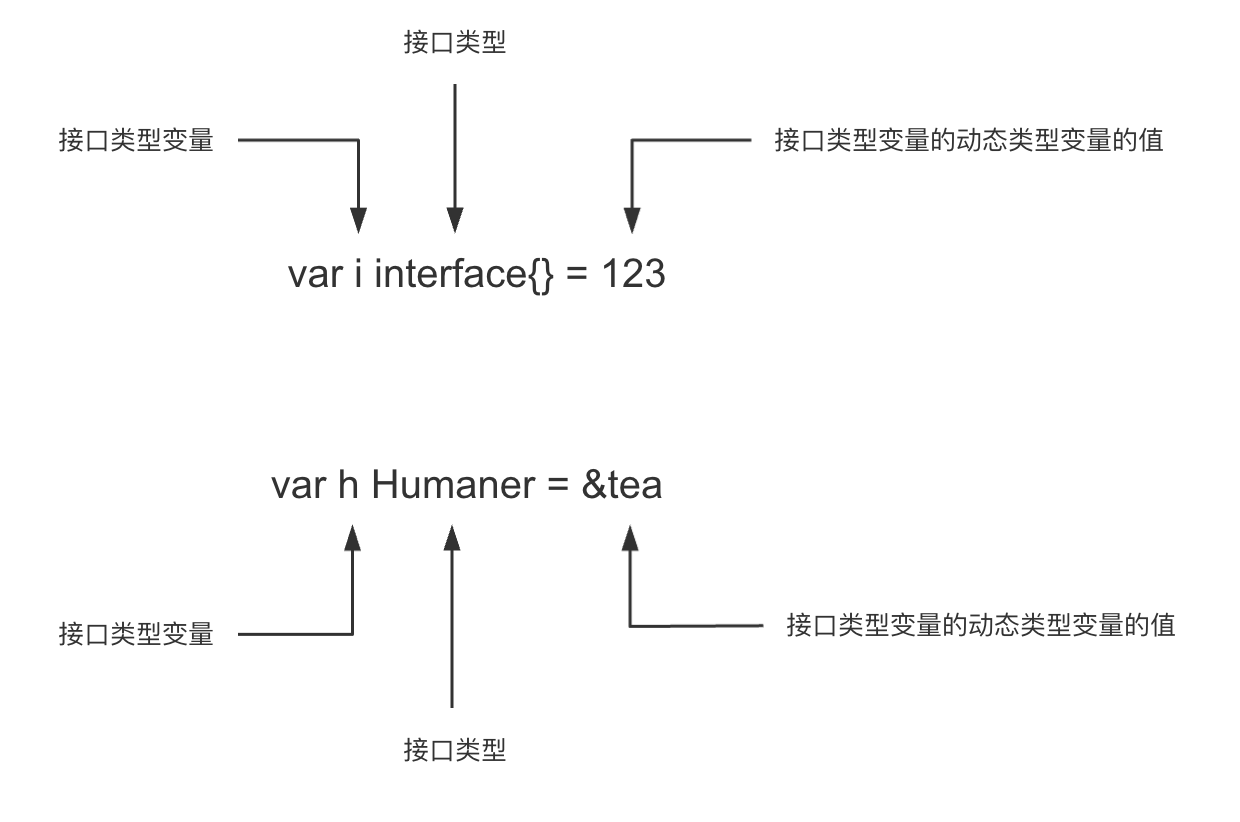 接口类型
接口类型变量
接口类型变量的动态类型变量的值
var i interface{} = 123
var h Humaner = &tea
接口类型变量
接口类型变量的动态类型变量的值
接口类型